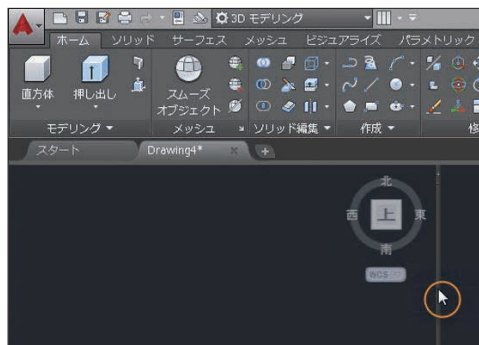 3D モデリング
ホーム ソリッド サーフェス メッシュ ビジュアライズ パラメトリック
直方体 押し出し スムーズ
オブジェクト
モデリング メッシュ ソリッド編集 作成 修
スタート Drawing4*
北
西 上 東
南
WCS